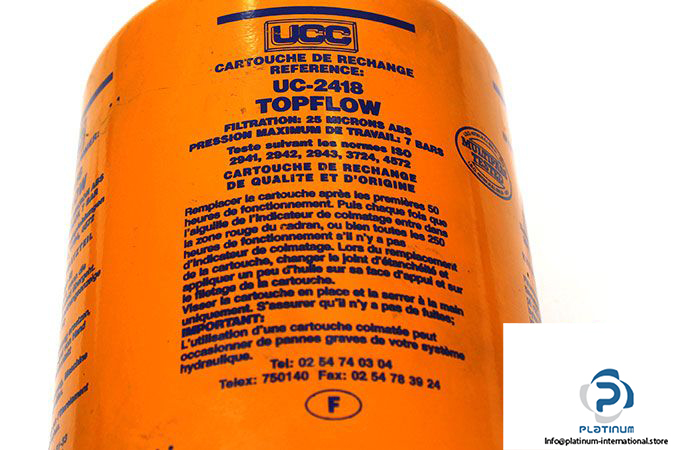 UCC
CARTOUCHE DE RECHANGE
REFERENCE:
UC-2418
TOPFLOW
FILTRATION: 25 MICRONS ABS
PRESSION MAXIMUM DE TRAVAIL: 7 BARS
Teste suivant les normes ISO
2941, 2942, 2943, 3724, 4572
CARTOUCHE DE RECHANGE
DE QUALITE ET D'ORIGINE
Remplacer la cartouche après les premières 50
heures de fonctionnement. Puis chaque fois que
l'aiguille de l'indicateur de colmatage entre dans
la zone rouge du cadran, ou bien toutes les 250
heures de fonctionnement s'il n'y a pas
d'indicateur de colmatage. Lors du remplacement
de la cartouche, changer le joint d'étanchéité et
appliquer un peu d'huile sur sa face d'appui et sur
le filetage de la cartouche.
Visser la cartouche en place et la serrer à la main
uniquement. S'assurer qu'il n'y a pas de fuites;
IMPORTANT:
L'utilisation d'une cartouche colmatée peut
occasionner de pannes graves de votre système
hydraulique.
Tel: 02 54 74 03 04
Telex: 750140 Fax: 02 54 78 39 24
F
MULTIPASS
TESTED
PLATINUM
Info@platinum-international.store